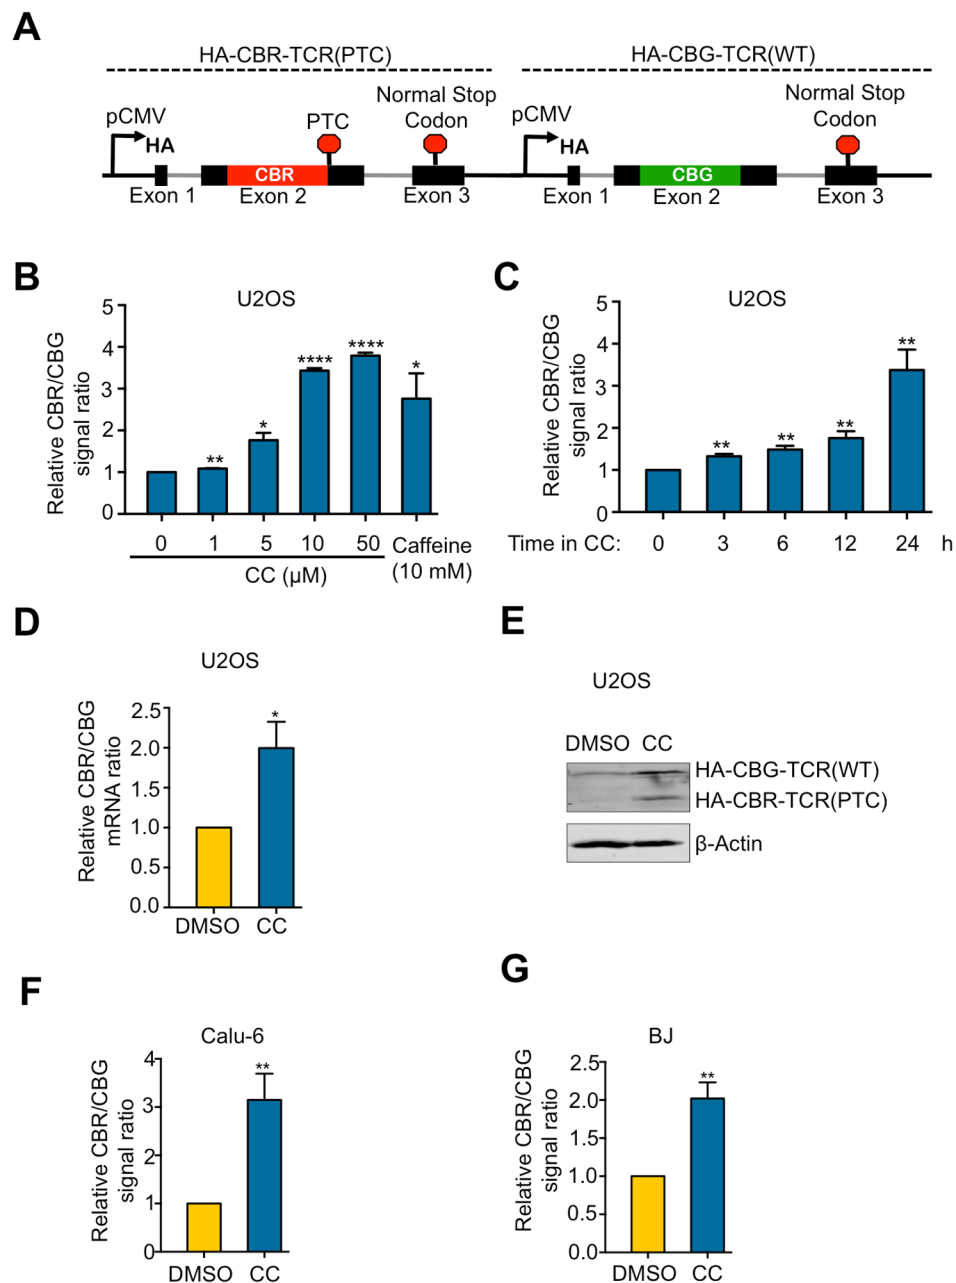 A
HA-CBR-TCR(PTC)
HA-CBG-TCR(WT)
pCMV
HA
PTC
Normal Stop
Codon
pCMV
HA
Normal Stop
Codon
CBR
CBG
Exon 1
Exon 2
Exon 3
Exon 1
Exon 2
Exon 3
B
U2OS
Relative CBR/CBG
signal ratio
5
4
3
2
1
0
**
*
****
****
*
0 1 5 10 50 Caffeine
(10 mM)
CC (µM)
C
U2OS
Relative CBR/CBG
signal ratio
5
4
3
2
1
0
**
**
**
**
Time in CC: 0 3 6 12 24 h
D
U2OS
Relative CBR/CBG
mRNA ratio
2.5
2.0
1.5
1.0
0.5
0.0
*
DMSO CC
E
U2OS
DMSO CC
HA-CBG-TCR(WT)
HA-CBR-TCR(PTC)
β-Actin
F
Calu-6
Relative CBR/CBG
signal ratio
4
3
2
1
0
**
DMSO CC
G
BJ
Relative CBR/CBG
signal ratio
2.5
2.0
1.5
1.0
0.5
0.0
**
DMSO CC